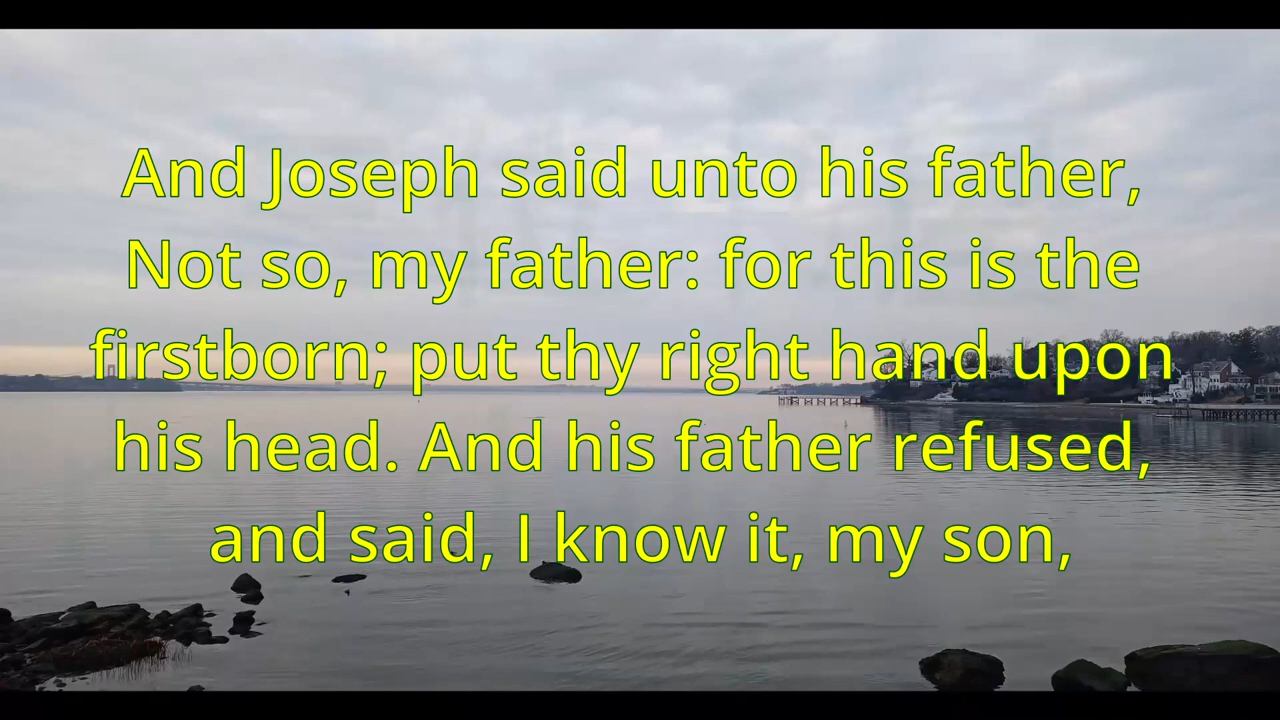 And Joseph said unto his father,
Not so, my father: for this is the
firstborn; put thy right hand upon
his head. And his father refused,
and said, I know it, my son,